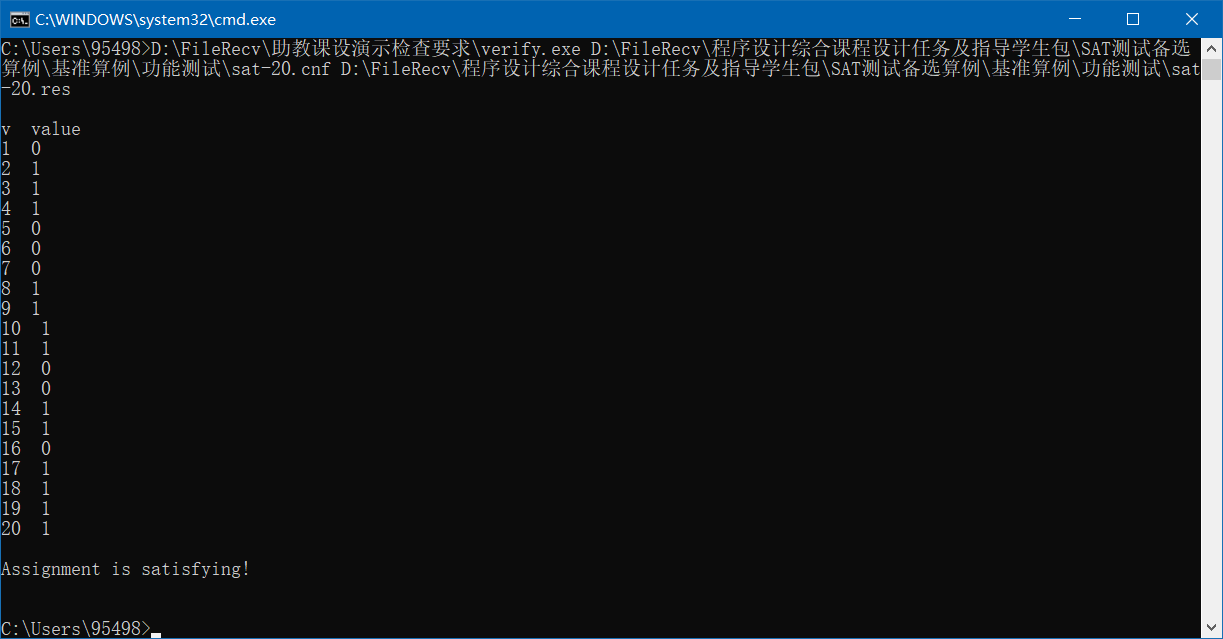 C:\WINDOWS\system32\cmd.exe
C:\Users\95498>D:\FileRecv\助教课设演示检查要求\verify.exe D:\FileRecv\程序设计综合课程设计任务及指导学生包\SAT测试备选
算例\基准算例\功能测试\sat-20.cnf D:\FileRecv\程序设计综合课程设计任务及指导学生包\SAT测试备选算例\基准算例\功能测试\sat
-20.res
v  value
1  0
2  1
3  1
4  1
5  0
6  0
7  0
8  1
9  1
10  1
11  1
12  0
13  0
14  1
15  1
16  0
17  1
18  1
19  1
20  1
Assignment is satisfying!
C:\Users\95498>